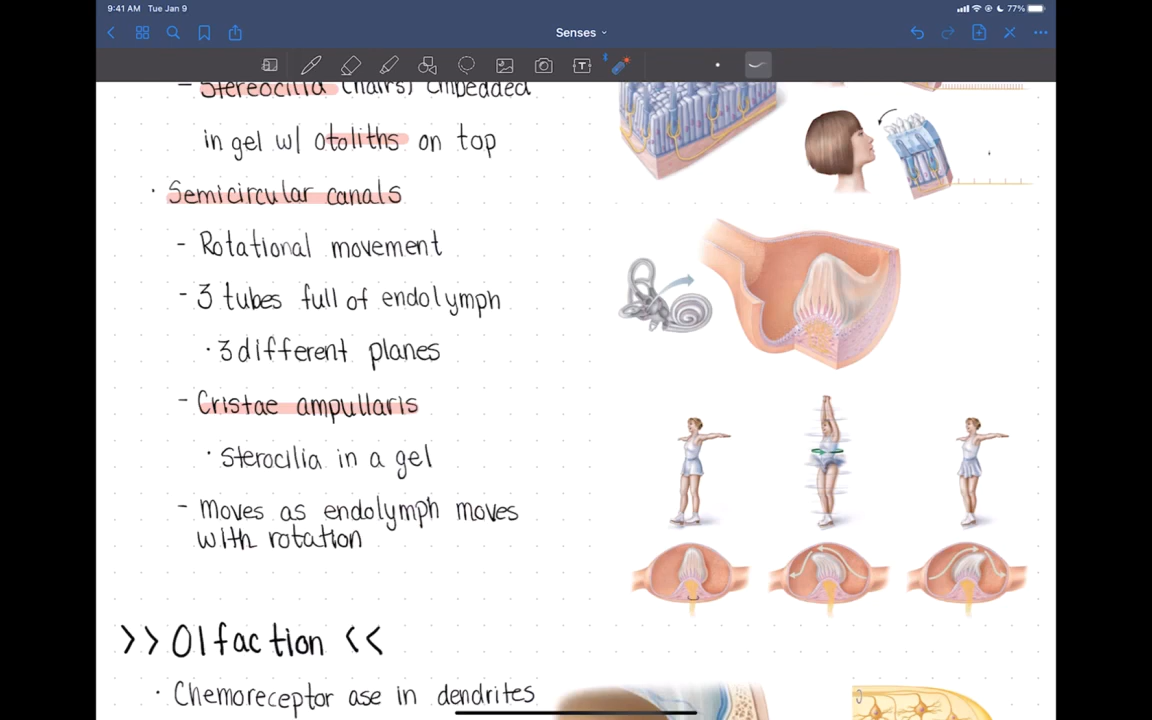 9:41 AM Tue Jan 9
77%
Senses
T
- Stereocilia (hairs) embedded
in gel w/ otoliths on top
· Semicircular canals
- Rotational movement
- 3 tubes full of endolymph
· 3 different planes
- Cristae ampullaris
· Sterocilia in a gel
- Moves as endolymph moves
with rotation
>> Olfaction <<
· Chemoreceptor ase in dendrites